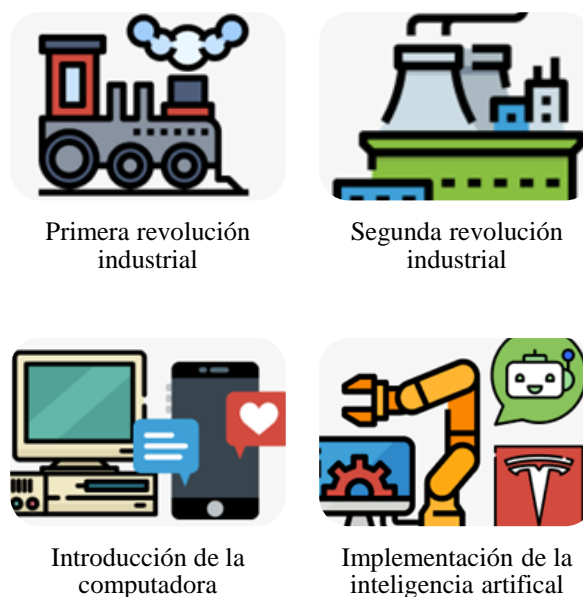 Primera revolución
industrial
Segunda revolución
industrial
Introducción de la
computadora
Implementación de la
inteligencia artifical